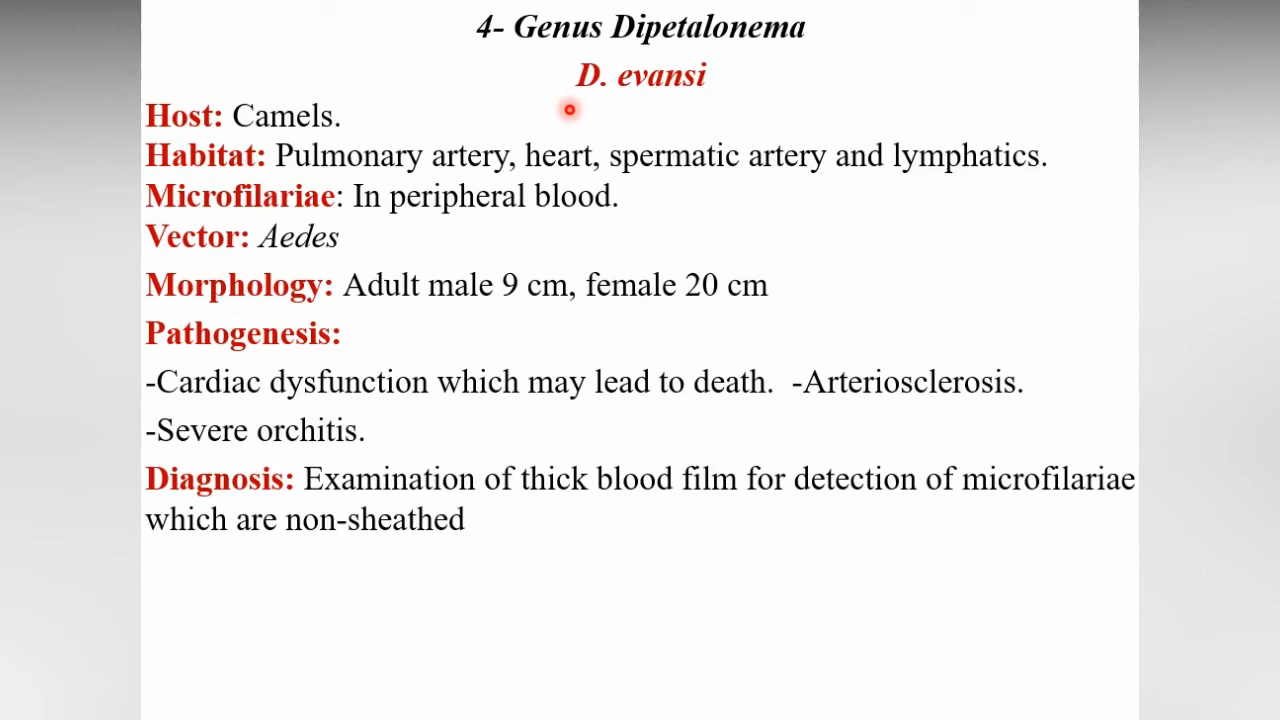 4- Genus Dipetalonema
D. evansi
Host: Camels.
Habitat: Pulmonary artery, heart, spermatic artery and lymphatics.
Microfilariae: In peripheral blood.
Vector: Aedes
Morphology: Adult male 9 cm, female 20 cm
Pathogenesis:
-Cardiac dysfunction which may lead to death. -Arteriosclerosis.
-Severe orchitis.
Diagnosis: Examination of thick blood film for detection of microfilariae
which are non-sheathed